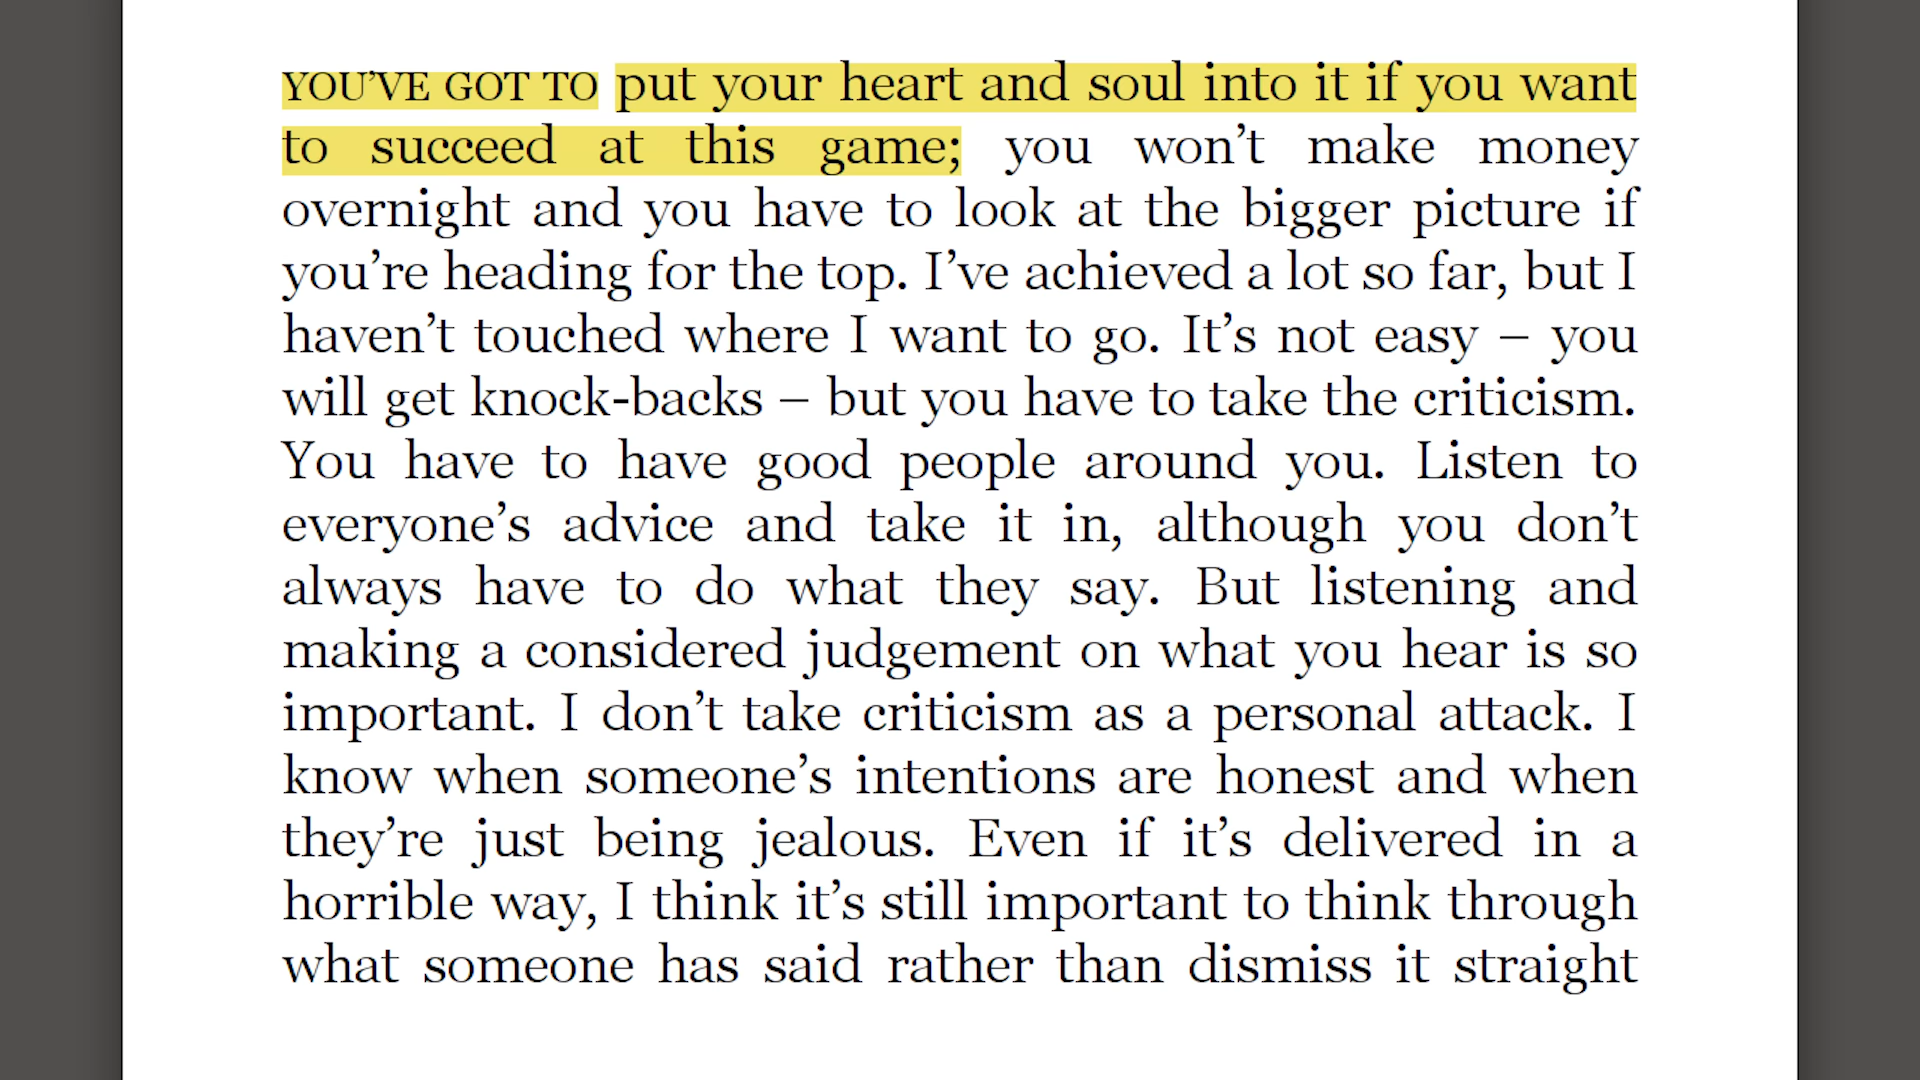 YOU’VE GOT TO put your heart and soul into it if you want
to succeed at this game; you won’t make money
overnight and you have to look at the bigger picture if
you’re heading for the top. I’ve achieved a lot so far, but I
haven’t touched where I want to go. It’s not easy – you
will get knock-backs – but you have to take the criticism.
You have to have good people around you. Listen to
everyone’s advice and take it in, although you don’t
always have to do what they say. But listening and
making a considered judgement on what you hear is so
important. I don’t take criticism as a personal attack. I
know when someone’s intentions are honest and when
they’re just being jealous. Even if it’s delivered in a
horrible way, I think it’s still important to think through
what someone has said rather than dismiss it straight